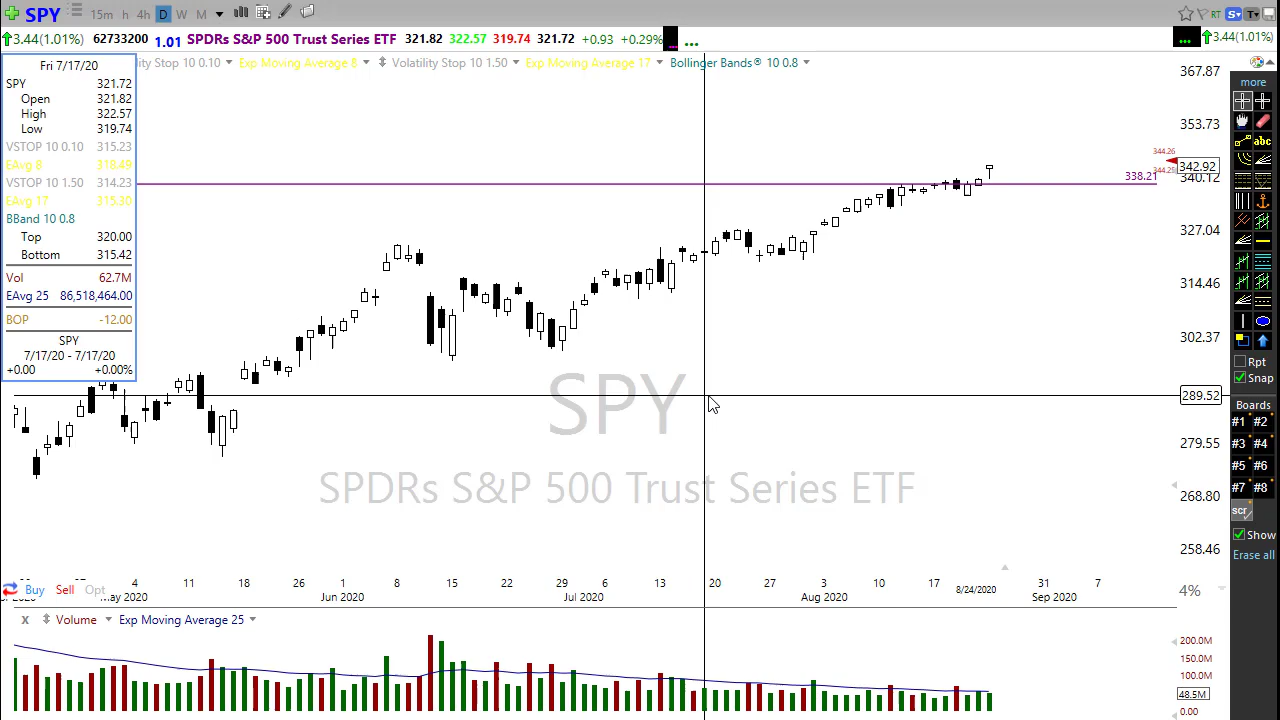 SPY 15m h 4h D W M
RT S T
3.44(1.01%) 62733200 1.01 SPDRs S&P 500 Trust Series ETF 321.82 322.57 319.74 321.72 +0.93 +0.29% ... ... ... 3.44(1.01%)
Fri 7/17/20
SPY 321.72
Open 321.82
High 322.57
Low 319.74
VSTOP 10 0.10 315.23
EAvg 8 318.49
VSTOP 10 1.50 314.23
EAvg 17 315.30
BBand 10 0.8
Top 320.00
Bottom 315.42
Vol 62.7M
EAvg 25 86,518,464.00
BOP -12.00
SPY
7/17/20 - 7/17/20
+0.00 +0.00%
ity Stop 10 0.10 Exp Moving Average 8 Volatility Stop 10 1.50 Exp Moving Average 17 Bollinger Bands® 10 0.8
367.87
353.73
344.26
344.25
342.92
340.12
338.21
327.04
314.46
302.37
289.52
279.55
268.80
258.46
SPY
SPDRs S&P 500 Trust Series ETF
4 11 18 26 1 8 15 22 29 6 13 20 27 3 10 17 8/24/2020 31 7
May 2020 Jun 2020 Jul 2020 Aug 2020 Sep 2020
Buy Sell Opt
4%
x Volume Exp Moving Average 25
200.0M
150.0M
100.0M
48.5M
0.00
more
abc
Rpt
Snap
Boards
#1 #2
#3 #4
#5 #6
#7 #8
scr
Show
Erase all